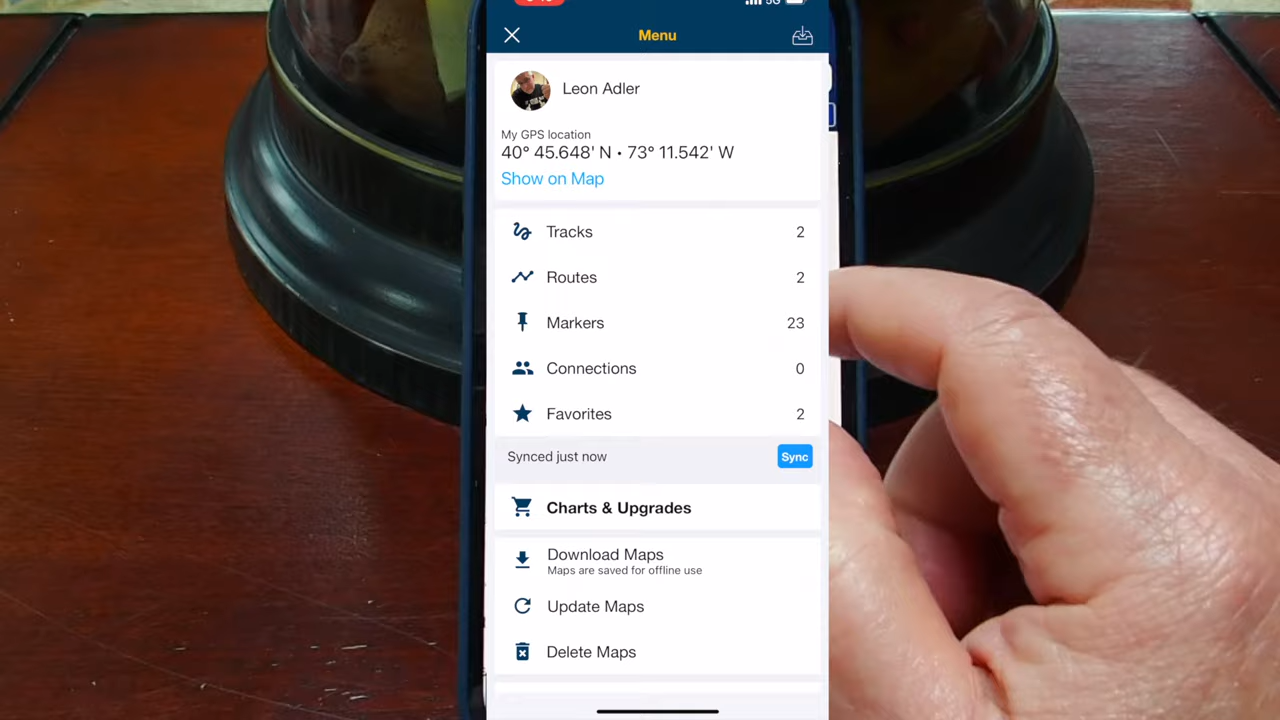 5G
Menu
Leon Adler
My GPS location
40° 45.648' N • 73° 11.542' W
Show on Map
Tracks 2
Routes 2
Markers 23
Connections 0
Favorites 2
Synced just now Sync
Charts & Upgrades
Download Maps
Maps are saved for offline use
Update Maps
Delete Maps